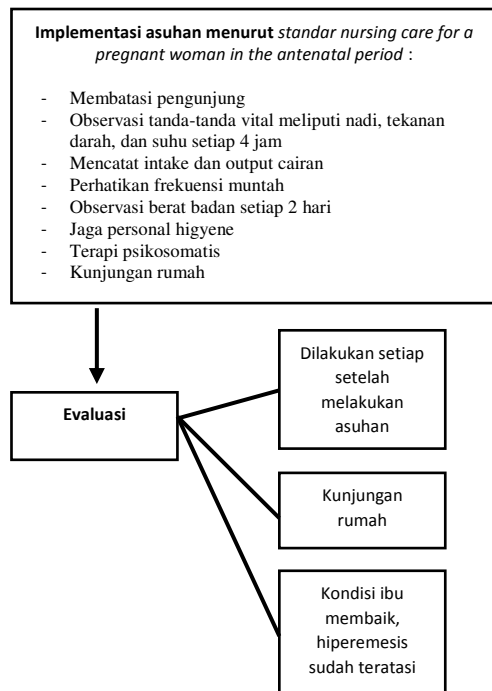 Implementasi asuhan menurut standar nursing care for a
pregnant woman in the antenatal period :
- Membatasi pengunjung
- Observasi tanda-tanda vital meliputi nadi, tekanan
darah, dan suhu setiap 4 jam
- Mencatat intake dan output cairan
- Perhatikan frekuensi muntah
- Observasi berat badan setiap 2 hari
- Jaga personal higyene
- Terapi psikosomatis
- Kunjungan rumah
Evaluasi
Dilakukan setiap
setelah
melakukan
asuhan
Kunjungan
rumah
Kondisi ibu
membaik,
hiperemesis
sudah teratasi